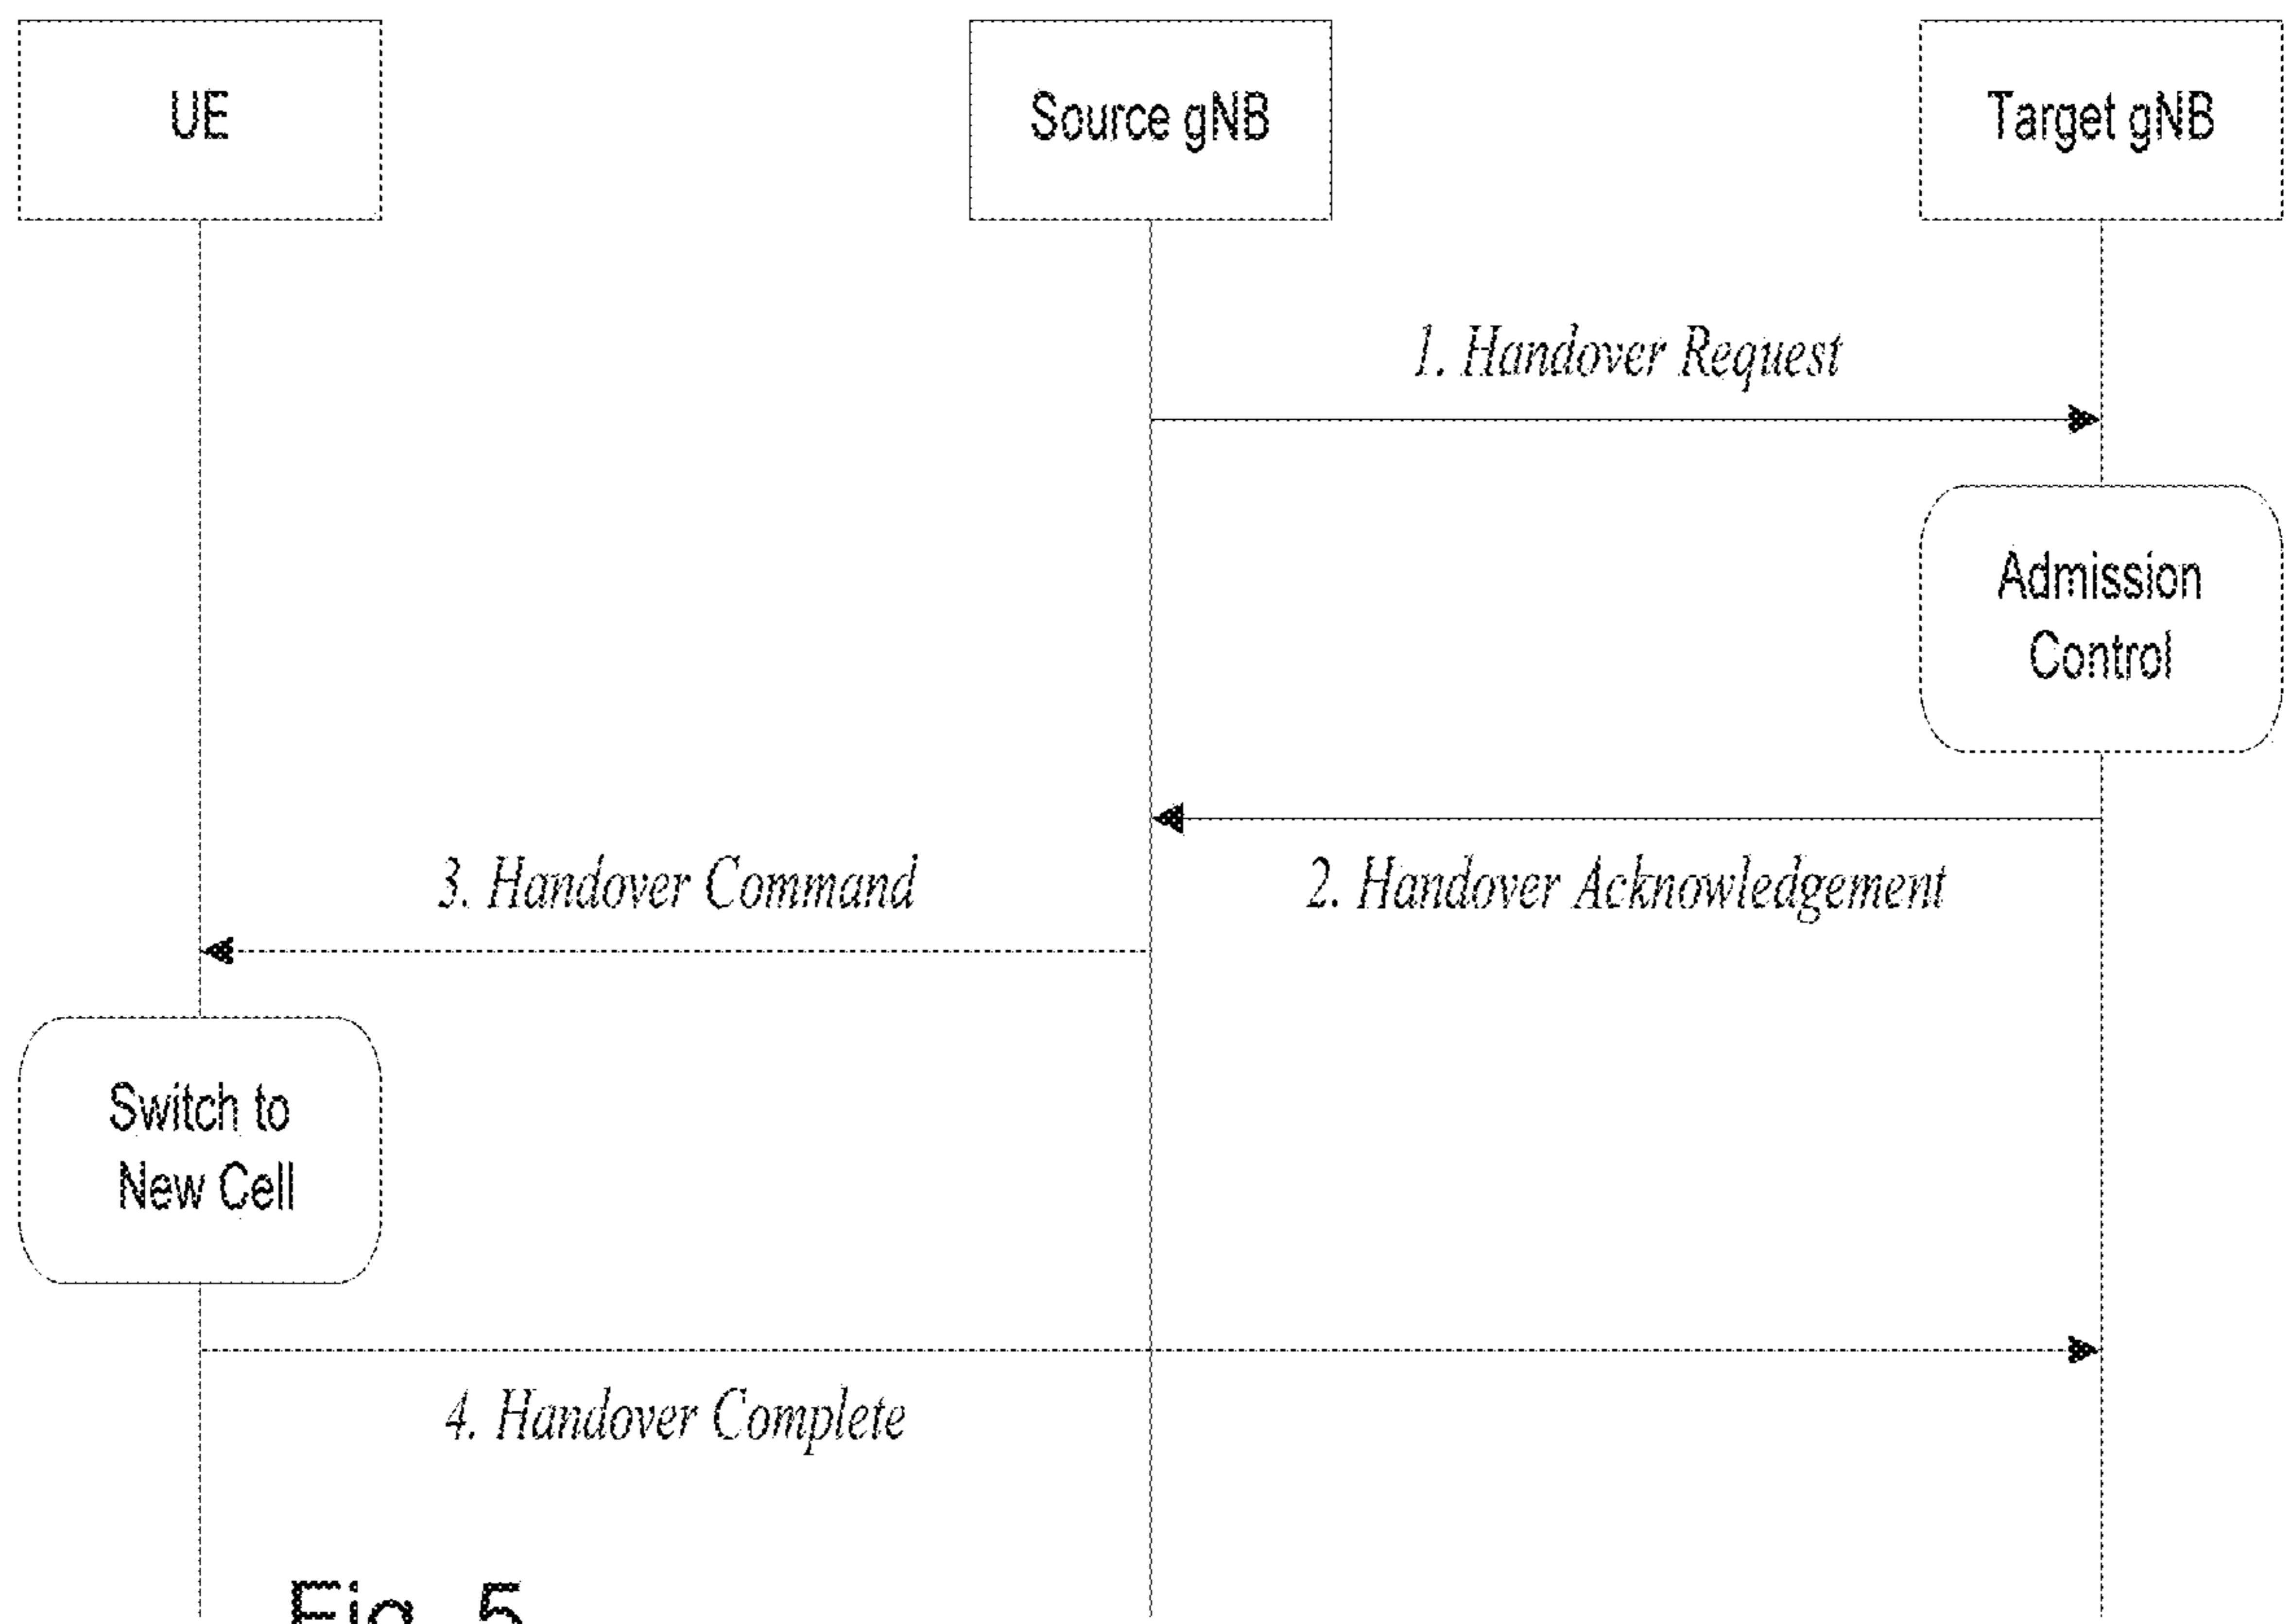 UE
Source gNB
Target gNB
1. Handover Request
Admission
Control
3. Handover Command
2. Handover Acknowledgement
Switch to
New Cell
4. Handover Complete
Fig. 5